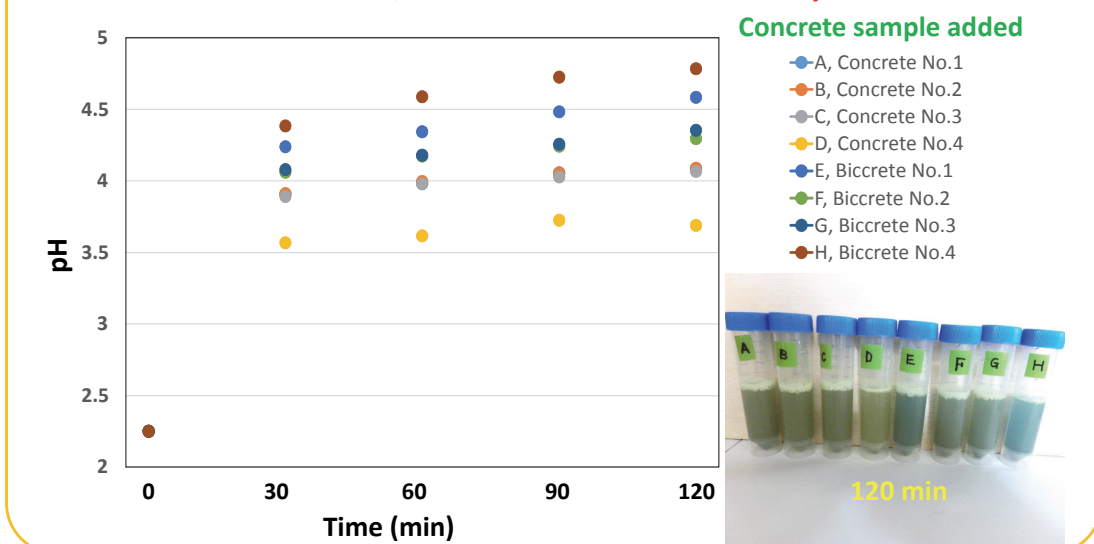 Concrete sample added
5
4.5
4
3.5
3
2.5
2
pH
0 30 60 90 120
Time (min)
A, Concrete No.1
B, Concrete No.2
C, Concrete No.3
D, Concrete No.4
E, Biccrete No.1
F, Biccrete No.2
G, Biccrete No.3
H, Biccrete No.4
A B C D E F G H
120 min